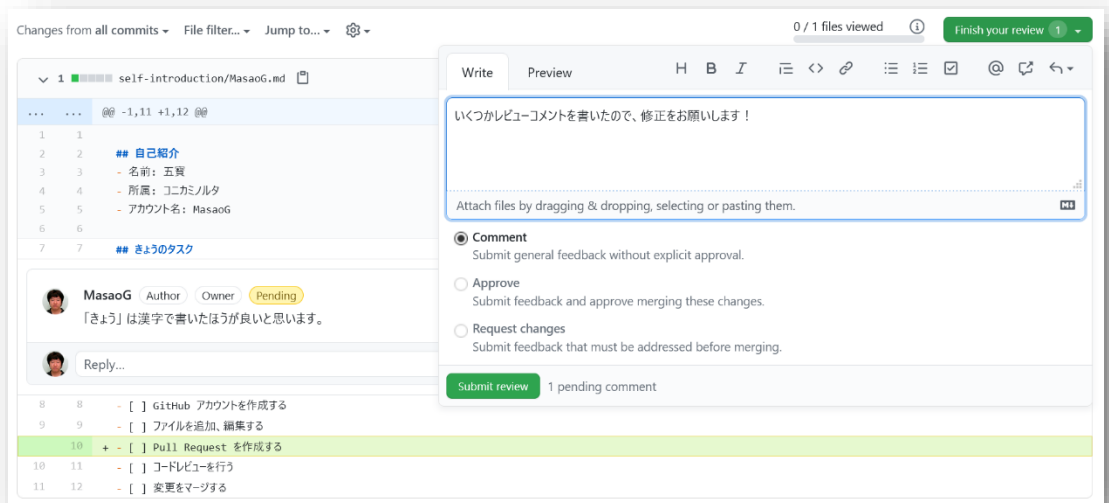 Changes from all commits File filter... Jump to...
0 / 1 files viewed
Finish your review 1
1 self-introduction/MasaoG.md
... ... @@ -1,11 +1,12 @@
1 1
2 2 ## 自己紹介
3 3 - 名前: 五寳
4 4 - 所属: コニカミノルタ
5 5 - アカウント名: MasaoG
6 6
7 7 ## きょうのタスク
MasaoG Author Owner Pending
「きょう」は漢字で書いたほうが良いと思います。
Reply...
8 8 - [ ] GitHub アカウントを作成する
9 9 - [ ] ファイルを追加、編集する
10 + - [ ] Pull Request を作成する
10 11 - [ ] コードレビューを行う
11 12 - [ ] 変更をマージする
Write Preview
いくつかレビューコメントを書いたので、修正をお願いします！
Attach files by dragging & dropping, selecting or pasting them.
Comment
Submit general feedback without explicit approval.
Approve
Submit feedback and approve merging these changes.
Request changes
Submit feedback that must be addressed before merging.
Submit review 1 pending comment